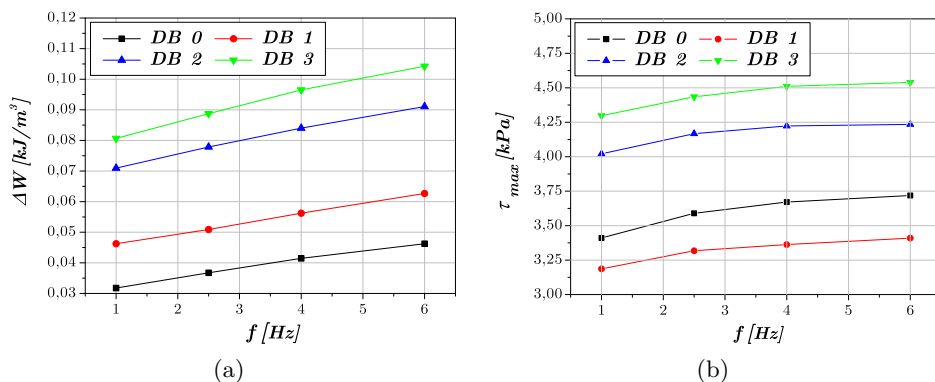 0,12
0,11
0,10
0,09
0,08
0,07
0,06
0,05
0,04
0,03
ΔW [kJ/m³]
DB 0 DB 1
DB 2 DB 3
1 2 3 4 5 6
f [Hz]
(a)
5,00
4,75
4,50
4,25
4,00
3,75
3,50
3,25
3,00
τ max [kPa]
DB 0 DB 1
DB 2 DB 3
1 2 3 4 5 6
f [Hz]
(b)